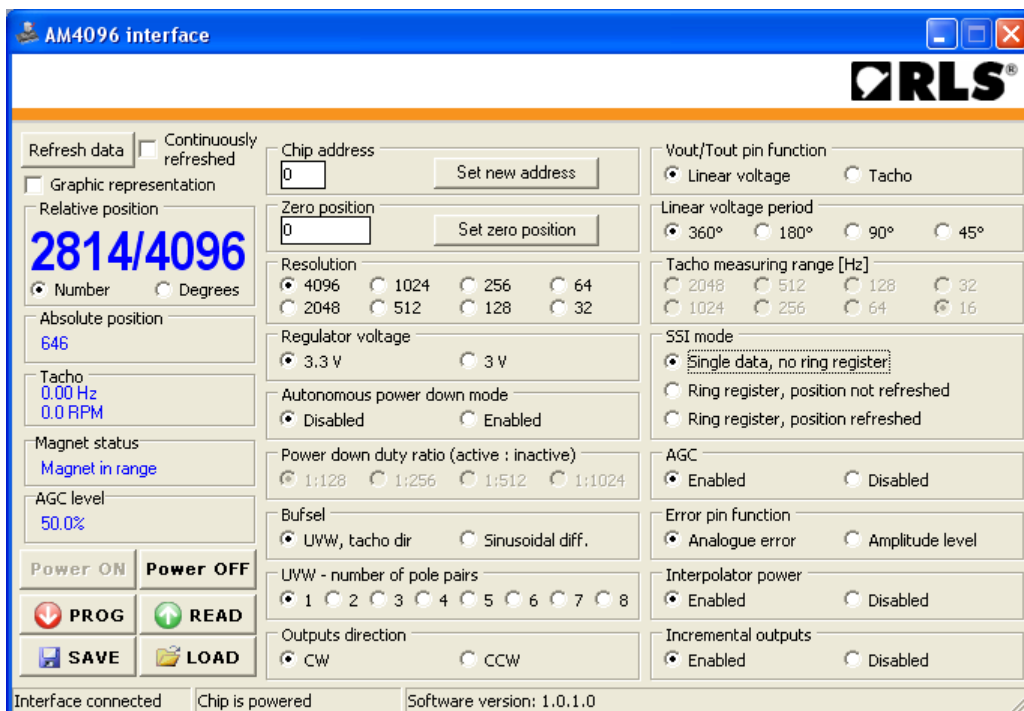 AM4096 interface
RLS®
Refresh data
Continuously
refreshed
Graphic representation
Relative position
2814/4096
Number Degrees
Absolute position
646
Tacho
0.00 Hz
0.0 RPM
Magnet status
Magnet in range
AGC level
50.0%
Power ON Power OFF
PROG READ
SAVE LOAD
Chip address
0 Set new address
Zero position
0 Set zero position
Resolution
4096 1024 256 64
2048 512 128 32
Regulator voltage
3.3 V 3 V
Autonomous power down mode
Disabled Enabled
Power down duty ratio (active : inactive)
1:128 1:256 1:512 1:1024
Bufsel
UVW, tacho dir Sinusoidal diff.
UVW - number of pole pairs
1 2 3 4 5 6 7 8
Outputs direction
CW CCW
Vout/Tout pin function
Linear voltage Tacho
Linear voltage period
360° 180° 90° 45°
Tacho measuring range [Hz]
2048 512 128 32
1024 256 64 16
SSI mode
Single data, no ring register
Ring register, position not refreshed
Ring register, position refreshed
AGC
Enabled Disabled
Error pin function
Analogue error Amplitude level
Interpolator power
Enabled Disabled
Incremental outputs
Enabled Disabled
Interface connected Chip is powered Software version: 1.0.1.0